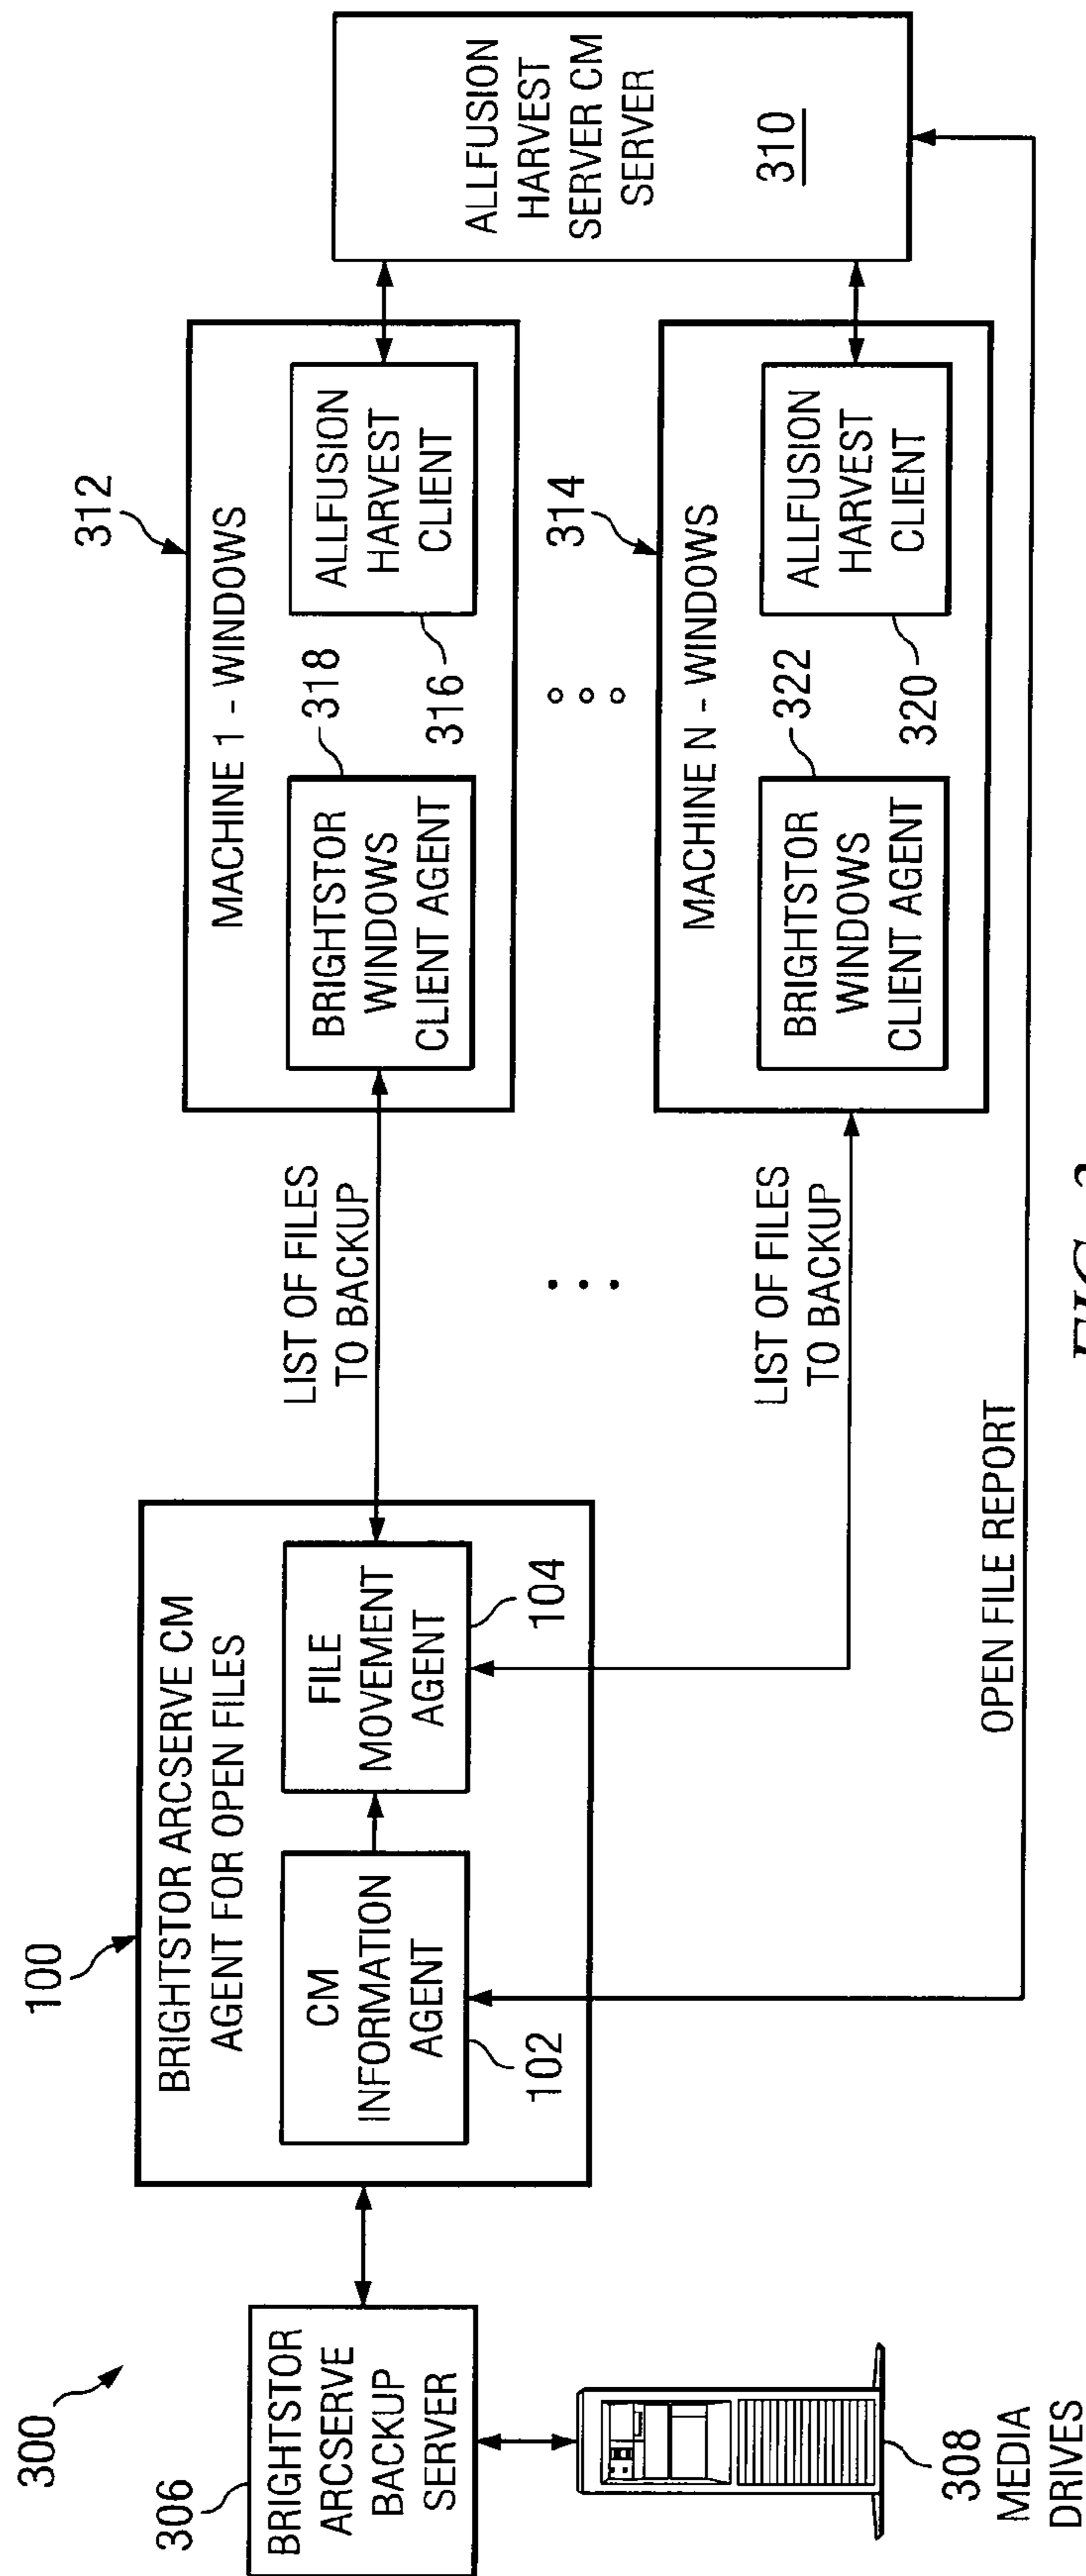 300
306
BRIGHTSTOR
ARCSERVE
BACKUP
SERVER
308
MEDIA
DRIVES
100
BRIGHTSTOR ARCSERVE CM
AGENT FOR OPEN FILES
CM
INFORMATION
AGENT
102
FILE
MOVEMENT
AGENT
104
LIST OF FILES
TO BACKUP
LIST OF FILES
TO BACKUP
OPEN FILE REPORT
312
MACHINE 1 - WINDOWS
BRIGHTSTOR
WINDOWS
CLIENT AGENT
318
ALLFUSION
HARVEST
CLIENT
316
314
MACHINE N - WINDOWS
BRIGHTSTOR
WINDOWS
CLIENT AGENT
322
ALLFUSION
HARVEST
CLIENT
320
ALLFUSION
HARVEST
SERVER CM
SERVER
310